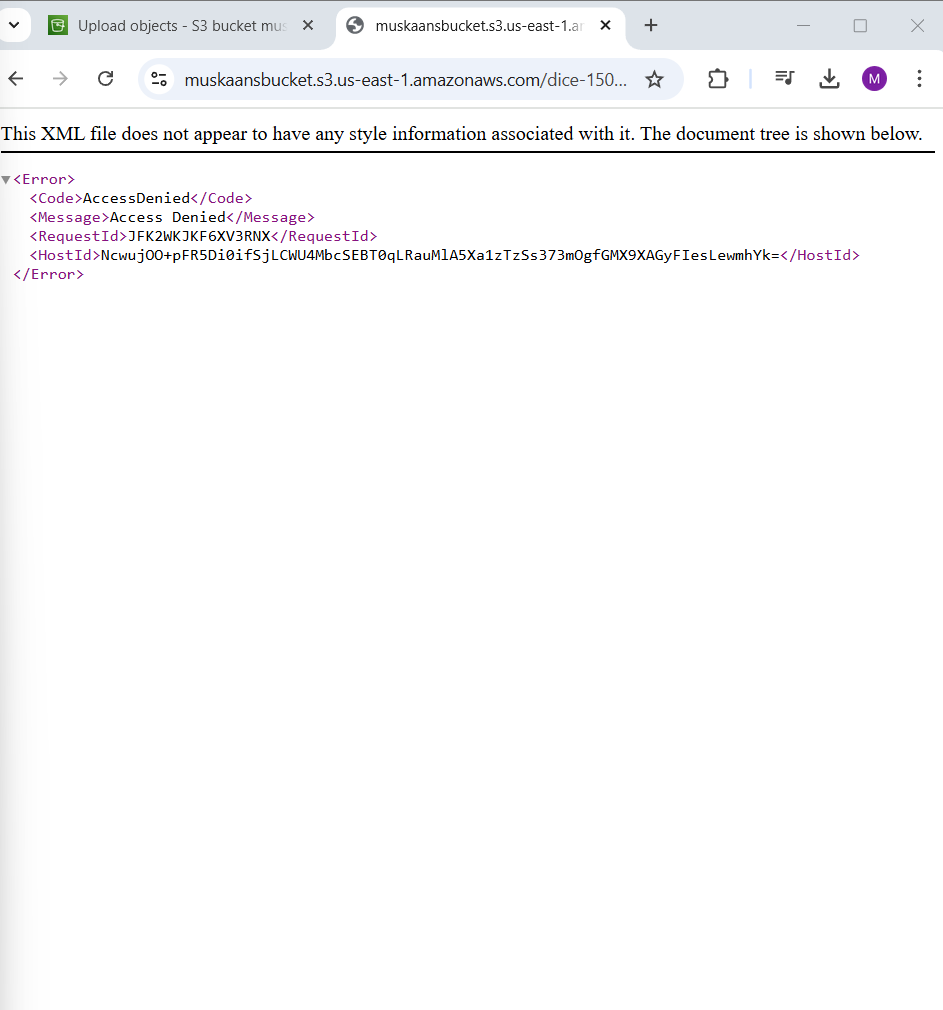 Upload objects - S3 bucket mus
muskaansbucket.s3.us-east-1.am
muskaansbucket.s3.us-east-1.amazonaws.com/dice-150...
M
This XML file does not appear to have any style information associated with it. The document tree is shown below.
<Error>
<Code>AccessDenied</Code>
<Message>Access Denied</Message>
<RequestId>JFK2WKJKF6XV3RNX</RequestId>
<HostId>NcwujOO+pFR5Di0ifSjLCWU4MbcSEBT0qLRauMlA5Xa1zTzSs373mOgfGMX9XAGyFIesLewmhYk=</HostId>
</Error>